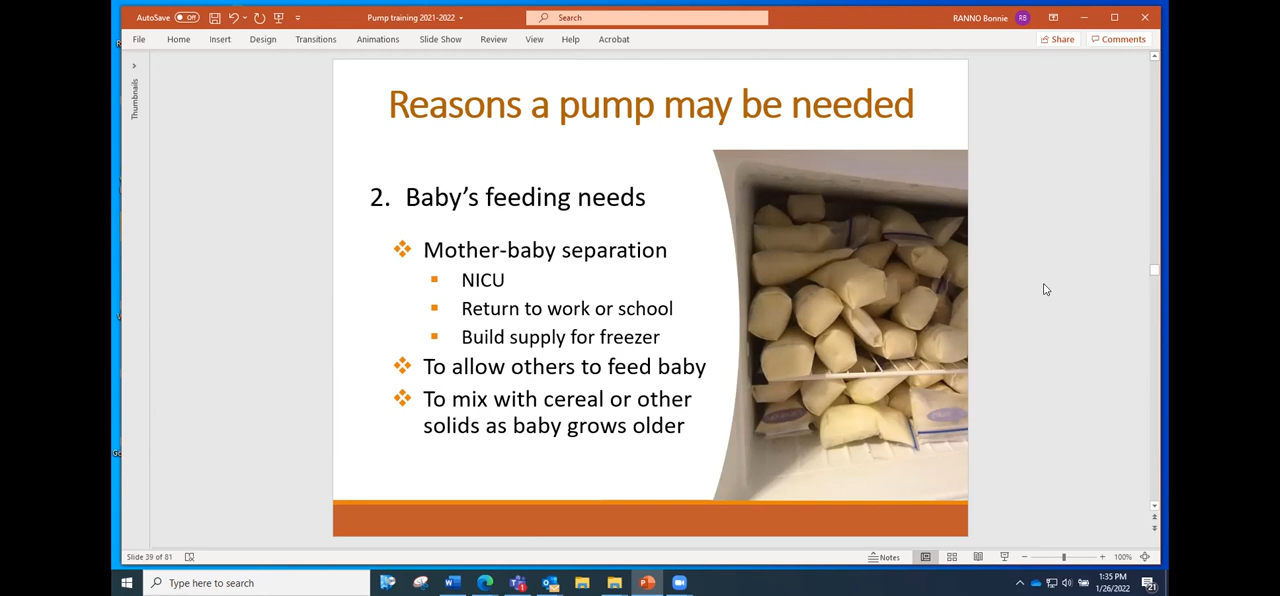 AutoSave Off
Pump training 2021-2022
Search
RANNO Bonnie RB
File Home Insert Design Transitions Animations Slide Show Review View Help Acrobat
Share Comments
Thumbnails
Reasons a pump may be needed
2. Baby's feeding needs
Mother-baby separation
NICU
Return to work or school
Build supply for freezer
To allow others to feed baby
To mix with cereal or other
solids as baby grows older
Slide 39 of 81
Notes
100%
Type here to search
1:35 PM
1/26/2022
21